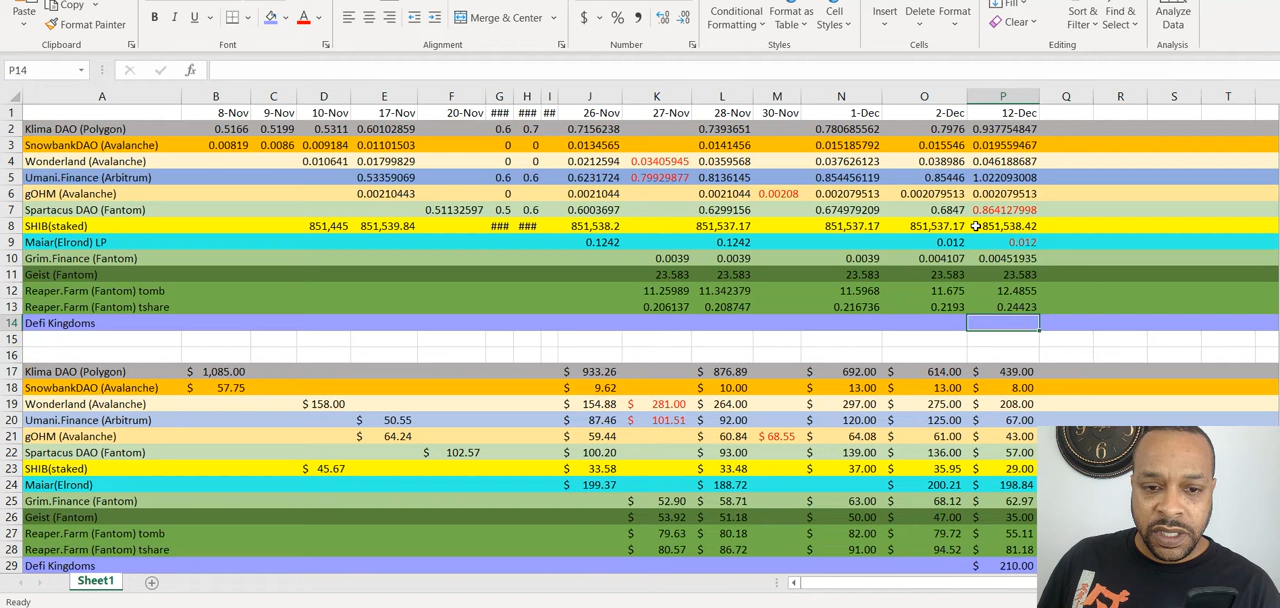 Paste Copy Fill
Format Painter
B I U Merge & Center $ % Conditional Format as Cell Insert Delete Format Clear Sort & Find & Analyze
Formatting Table Styles Filter Select Data
Clipboard Font Alignment Number Styles Cells Editing Analysis
P14 fx
A B C D E F G H I J K L M N O P Q R S T
1 8-Nov 9-Nov 10-Nov 17-Nov 20-Nov ### ### ## 26-Nov 27-Nov 28-Nov 30-Nov 1-Dec 2-Dec 12-Dec
2 Klima DAO (Polygon) 0.5166 0.5199 0.5311 0.60102859 0.6 0.7 0.7156238 0.7393651 0.780685562 0.7976 0.937754847
3 SnowbankDAO (Avalanche) 0.00819 0.0086 0.009184 0.01101503 0 0 0.0134565 0.0141456 0.015185792 0.015546 0.019559467
4 Wonderland (Avalanche) 0.010641 0.01799829 0 0 0.0212594 0.03405945 0.0359568 0.037626123 0.038986 0.046188687
5 Umani.Finance (Arbitrum) 0.53359069 0.6 0.6 0.6231724 0.79929877 0.8136145 0.854456119 0.85446 1.022093008
6 gOHM (Avalanche) 0.00210443 0 0.0021044 0.0021044 0.00208 0.002079513 0.002079513 0.002079513
7 Spartacus DAO (Fantom) 0.51132597 0.5 0.6 0.6003697 0.6299156 0.674979209 0.6847 0.864127998
8 SHIB(staked) 851,445 851,539.84 ### ### 851,538.2 851,537.17 851,537.17 851,537.17 851,538.42
9 Maiar(Elrond) LP 0.1242 0.1242 0.012 0.012
10 Grim.Finance (Fantom) 0.0039 0.0039 0.0039 0.004107 0.00451935
11 Geist (Fantom) 23.583 23.583 23.583 23.583 23.583
12 Reaper.Farm (Fantom) tomb 11.25989 11.342379 11.5968 11.675 12.4855
13 Reaper.Farm (Fantom) tshare 0.206137 0.208747 0.216736 0.2193 0.24423
14 Defi Kingdoms
15
16
17 Klima DAO (Polygon) $ 1,085.00 $ 933.26 $ 876.89 $ 692.00 $ 614.00 $ 439.00
18 SnowbankDAO (Avalanche) $ 57.75 $ 9.62 $ 10.00 $ 13.00 $ 13.00 $ 8.00
19 Wonderland (Avalanche) $ 158.00 $ 154.88 $ 281.00 $ 264.00 $ 297.00 $ 275.00 $ 208.00
20 Umani.Finance (Arbitrum) $ 50.55 $ 87.46 $ 101.51 $ 92.00 $ 120.00 $ 125.00 $ 67.00
21 gOHM (Avalanche) $ 64.24 $ 59.44 $ 60.84 $ 68.55 $ 64.08 $ 61.00 $ 43.00
22 Spartacus DAO (Fantom) $ 102.57 $ 100.20 $ 93.00 $ 139.00 $ 136.00 $ 57.00
23 SHIB(staked) $ 45.67 $ 33.58 $ 33.48 $ 37.00 $ 35.95 $ 29.00
24 Maiar(Elrond) $ 199.37 $ 188.72 $ 200.21 $ 198.84
25 Grim.Finance (Fantom) $ 52.90 $ 58.71 $ 63.00 $ 68.12 $ 62.97
26 Geist (Fantom) $ 53.92 $ 51.18 $ 50.00 $ 47.00 $ 35.00
27 Reaper.Farm (Fantom) tomb $ 79.63 $ 80.18 $ 82.00 $ 79.72 $ 55.11
28 Reaper.Farm (Fantom) tshare $ 80.57 $ 86.72 $ 91.00 $ 94.52 $ 81.18
29 Defi Kingdoms $ 210.00
Sheet1
Ready